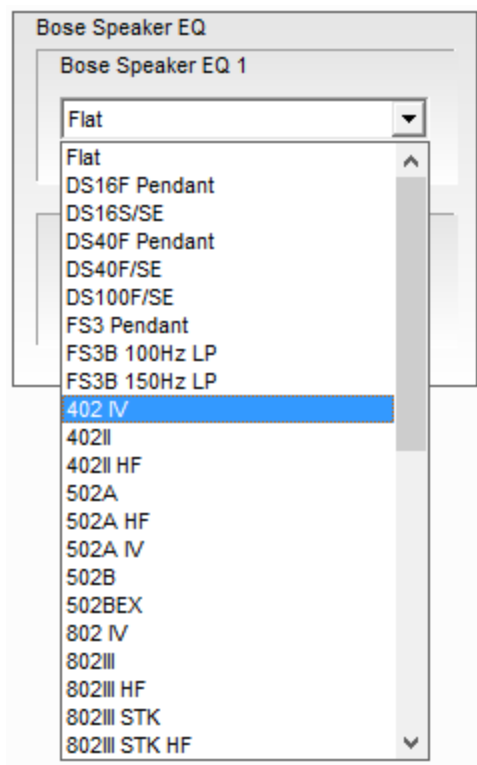 Bose Speaker EQ
Bose Speaker EQ 1
Flat
Flat
DS16F Pendant
DS16S/SE
DS40F Pendant
DS40F/SE
DS100F/SE
FS3 Pendant
FS3B 100Hz LP
FS3B 150Hz LP
402 IV
402II
402II HF
502A
502A HF
502A IV
502B
502BEX
802 IV
802III
802III HF
802III STK
802III STK HF